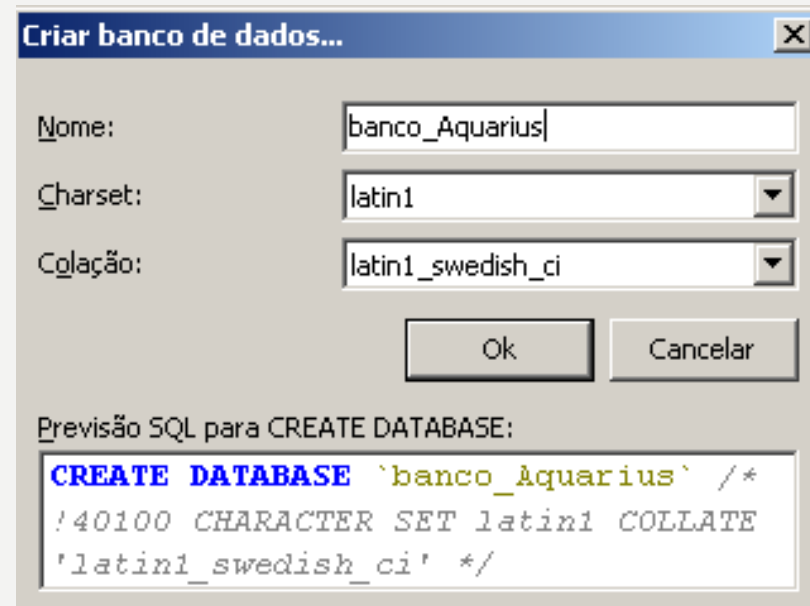 Criar banco de dados...
Nome: banco_Aquarius
Charset: latin1
Colação: latin1_swedish_ci
Ok Cancelar
Previsão SQL para CREATE DATABASE:
CREATE DATABASE `banco_Aquarius` /*
!40100 CHARACTER SET latin1 COLLATE
'latin1_swedish_ci' */